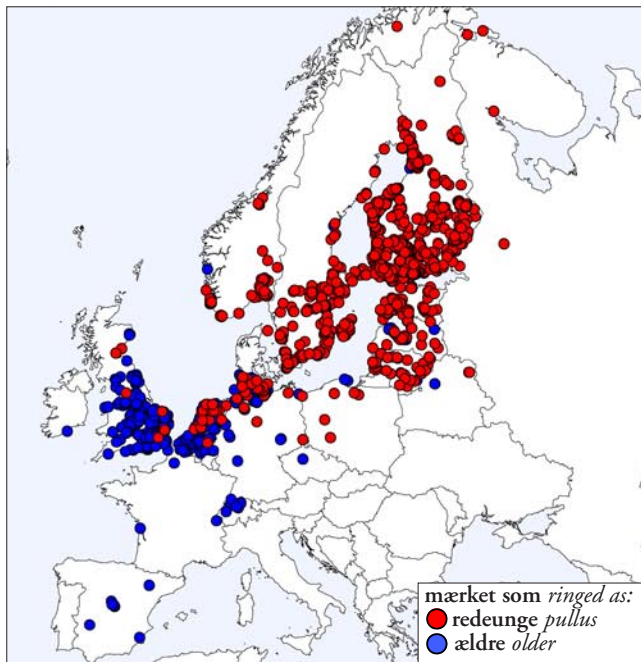 mærket som ringed as:
redeunge pullus
ældre older